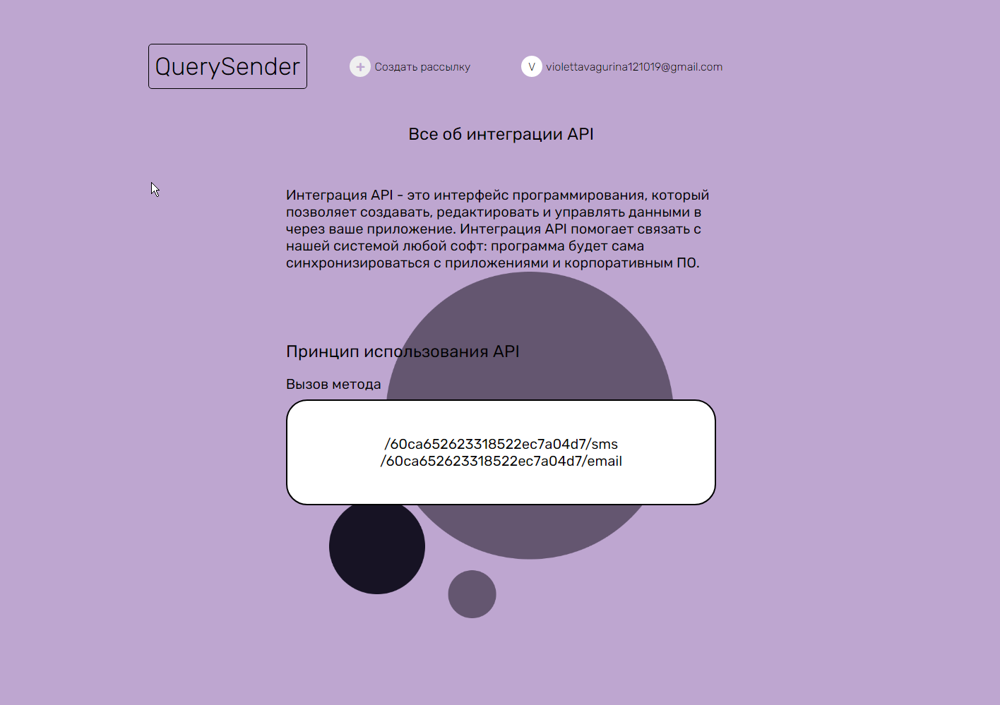 QuerySender
+ Создать рассылку
V violettavagurina121019@gmail.com
Все об интеграции API
Интеграция API - это интерфейс программирования, который
позволяет создавать, редактировать и управлять данными в
через ваше приложение. Интеграция API помогает связать с
нашей системой любой софт: программа будет сама
синхронизироваться с приложениями и корпоративным ПО.
Принцип использования API
Вызов метода
/60ca652623318522ec7a04d7/sms
/60ca652623318522ec7a04d7/email